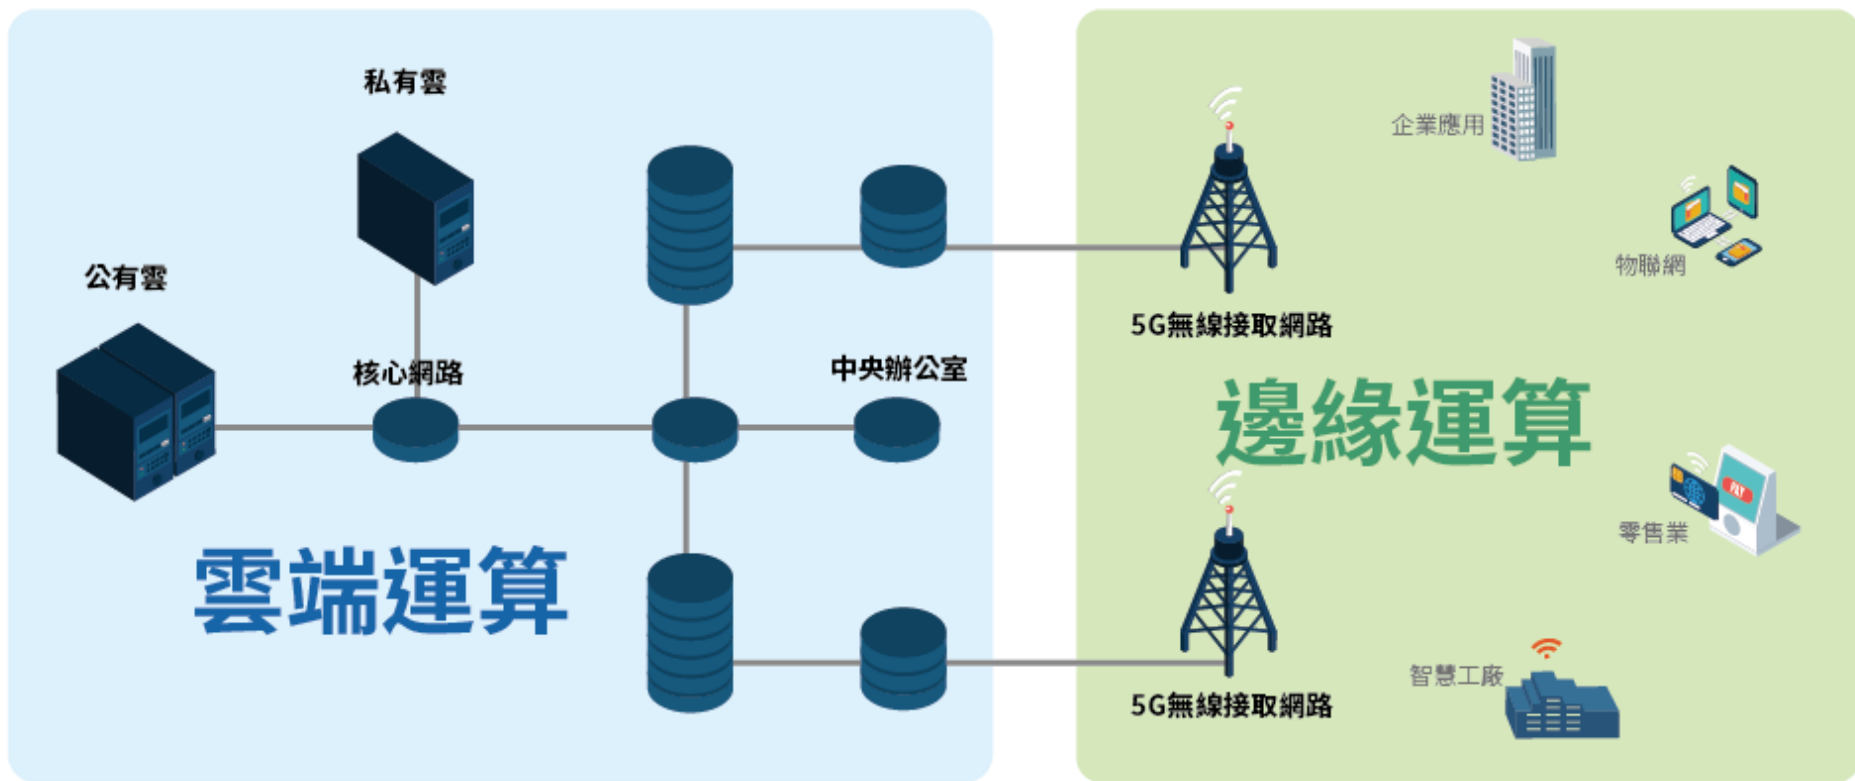 私有雲
公有雲
核心網路
中央辦公室
雲端運算
企業應用
物聯網
5G無線接取網路
邊緣運算
零售業
PAY
智慧工廠
5G無線接取網路